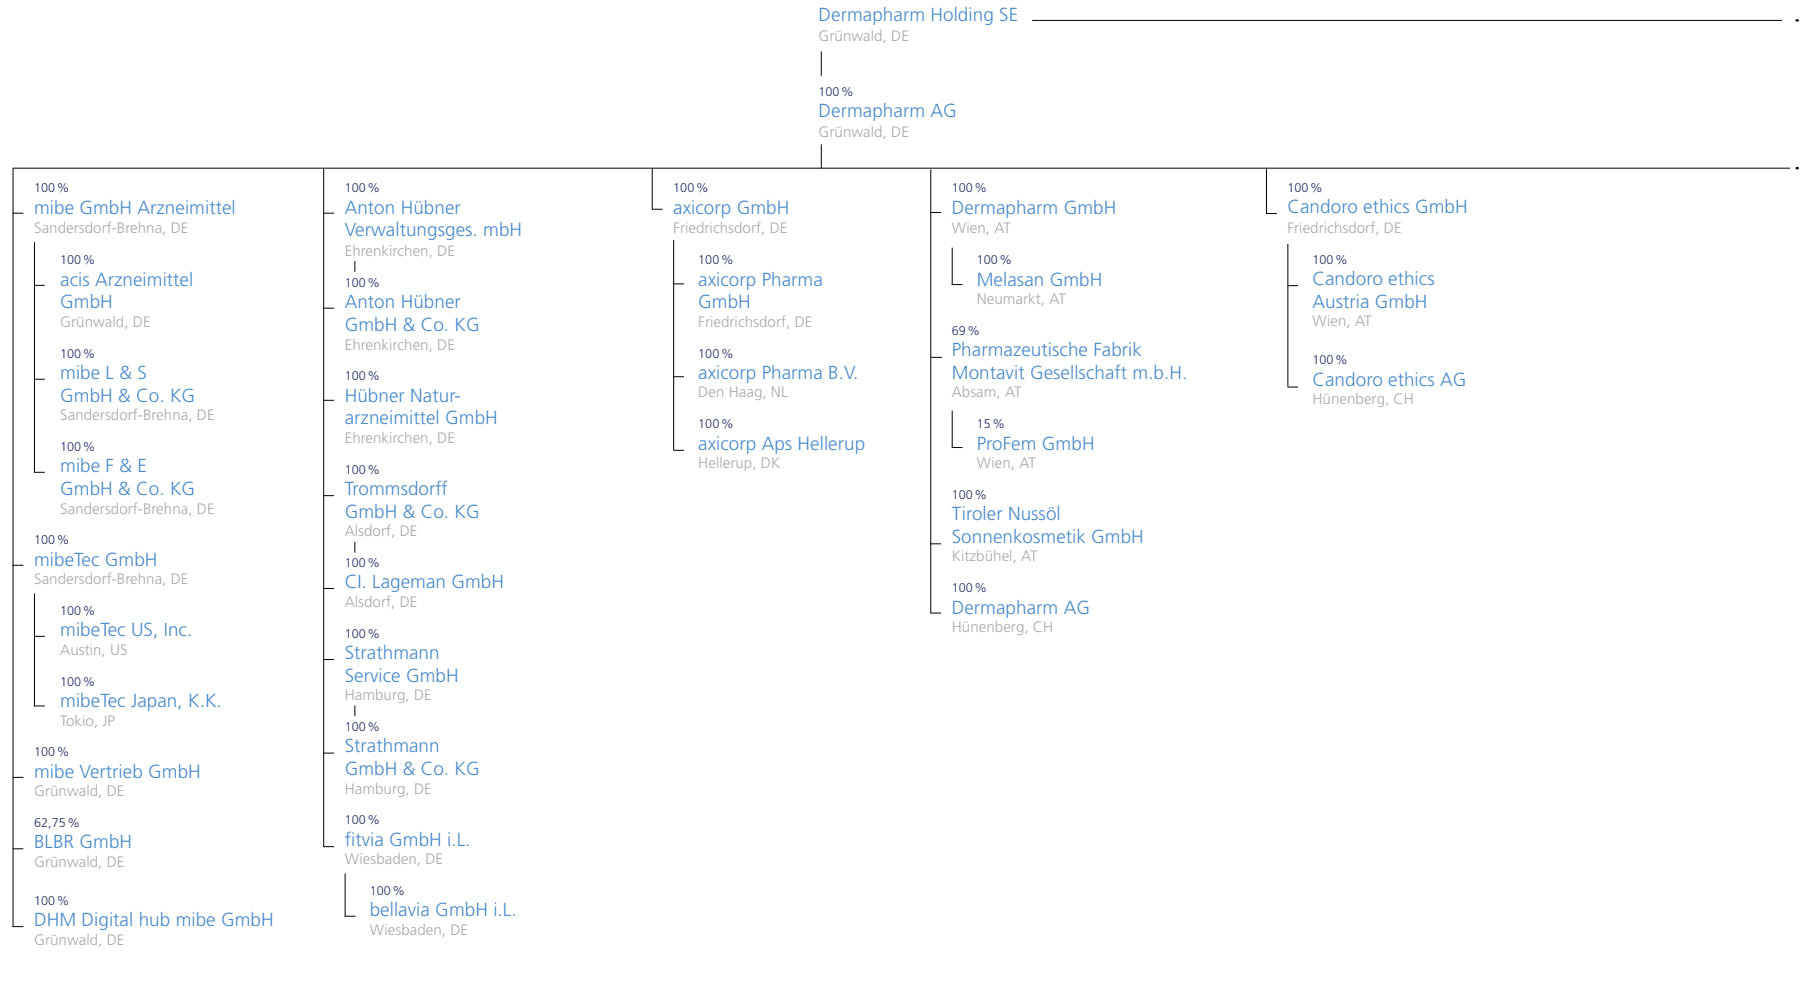 Dermapharm Holding SE
Grünwald, DE
100 %
Dermapharm AG
Grünwald, DE
100 %
mibe GmbH Arzneimittel
Sandersdorf-Brehna, DE
100 %
acis Arzneimittel
GmbH
Grünwald, DE
100 %
mibe L & S
GmbH & Co. KG
Sandersdorf-Brehna, DE
100 %
mibe F & E
GmbH & Co. KG
Sandersdorf-Brehna, DE
100 %
mibeTec GmbH
Sandersdorf-Brehna, DE
100 %
mibeTec US, Inc.
Austin, US
100 %
mibeTec Japan, K.K.
Tokio, JP
100 %
mibe Vertrieb GmbH
Grünwald, DE
62,75 %
BLBR GmbH
Grünwald, DE
100 %
DHM Digital hub mibe GmbH
Grünwald, DE
100 %
Anton Hübner
Verwaltungsges. mbH
Ehrenkirchen, DE
100 %
Anton Hübner
GmbH & Co. KG
Ehrenkirchen, DE
100 %
Hübner Natur-
arzneimittel GmbH
Ehrenkirchen, DE
100 %
Trommsdorff
GmbH & Co. KG
Alsdorf, DE
100 %
CI. Lageman GmbH
Alsdorf, DE
100 %
Strathmann
Service GmbH
Hamburg, DE
100 %
Strathmann
GmbH & Co. KG
Hamburg, DE
100 %
fitvia GmbH i.L.
Wiesbaden, DE
100 %
bellavia GmbH i.L.
Wiesbaden, DE
100 %
axicorp GmbH
Friedrichsdorf, DE
100 %
axicorp Pharma
GmbH
Friedrichsdorf, DE
100 %
axicorp Pharma B.V.
Den Haag, NL
100 %
axicorp Aps Hellerup
Hellerup, DK
100 %
Dermapharm GmbH
Wien, AT
100 %
Melasan GmbH
Neumarkt, AT
69 %
Pharmazeutische Fabrik
Montavit Gesellschaft m.b.H.
Absam, AT
15 %
ProFem GmbH
Wien, AT
100 %
Tiroler Nussöl
Sonnenkosmetik GmbH
Kitzbühel, AT
100 %
Dermapharm AG
Hünenberg, CH
100 %
Candoro ethics GmbH
Friedrichsdorf, DE
100 %
Candoro ethics
Austria GmbH
Wien, AT
100 %
Candoro ethics AG
Hünenberg, CH